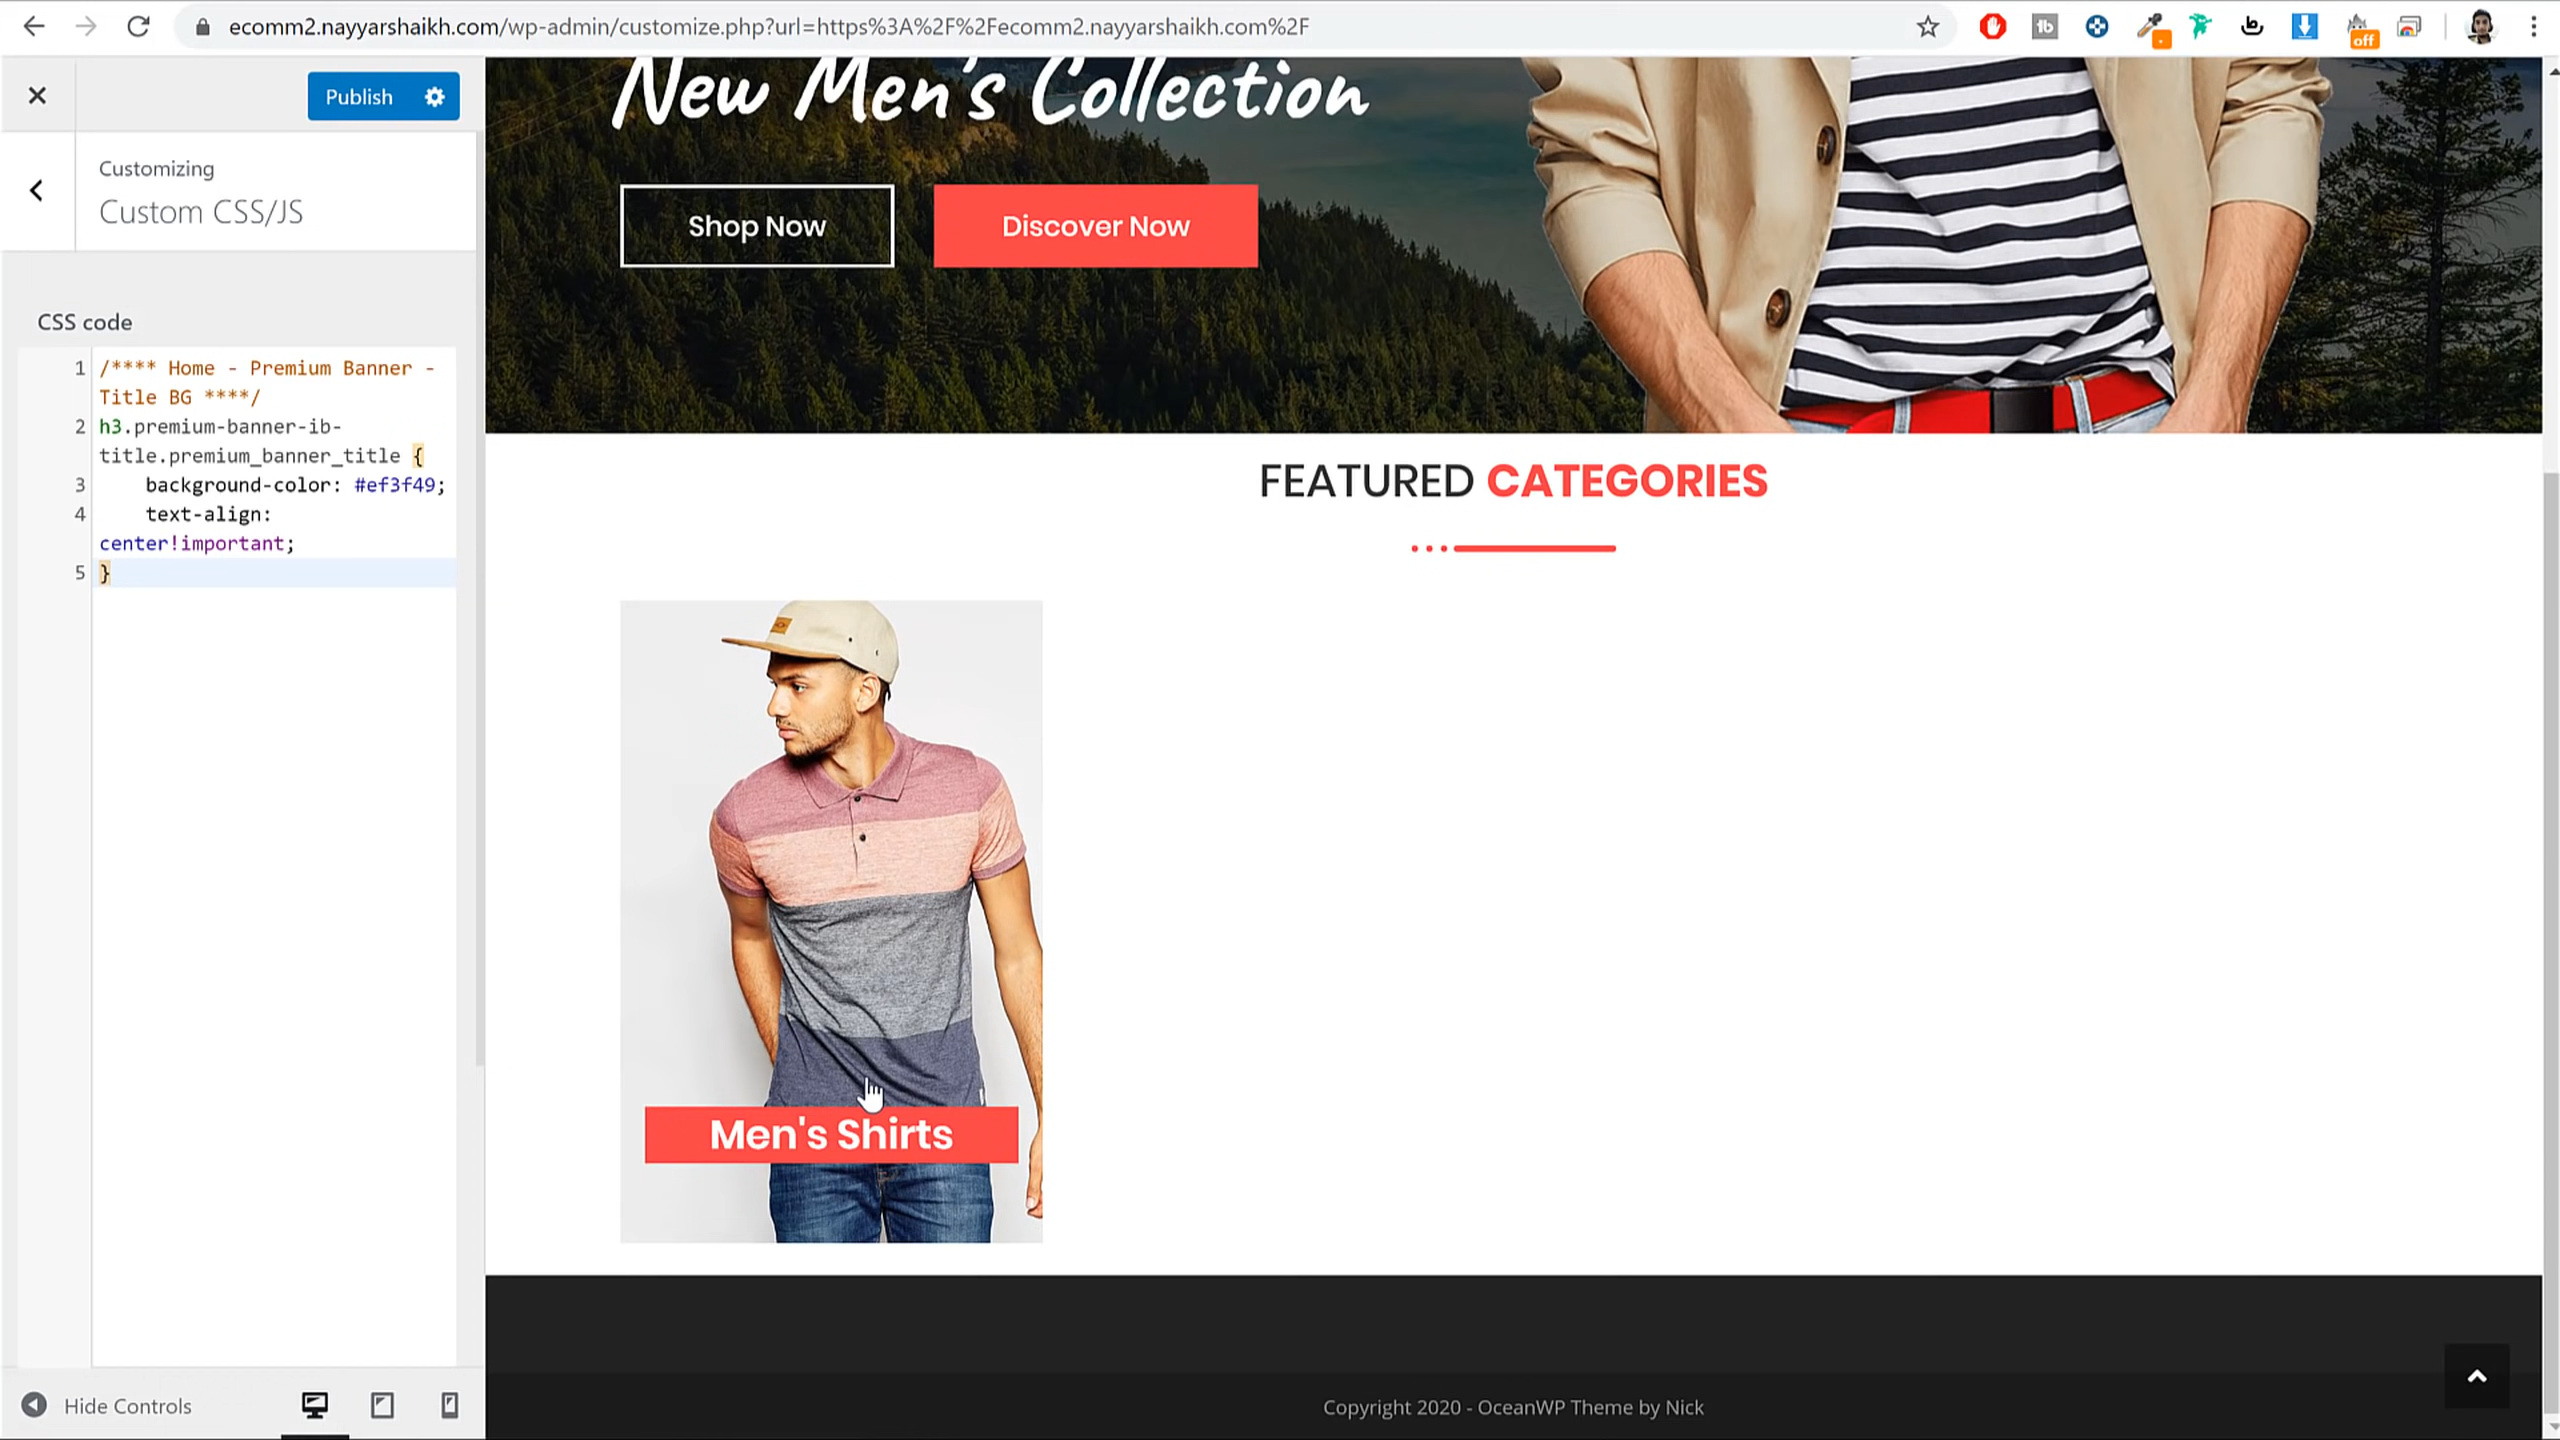 ecomm2.nayyarshaikh.com/wp-admin/customize.php?url=https%3A%2F%2Fecomm2.nayyarshaikh.com%2F
off
Publish
Customizing
Custom CSS/JS
CSS code
1 /**** Home - Premium Banner -
Title BG ****/
2 h3.premium-banner-ib-
title.premium_banner_title {
3 background-color: #ef3f49;
4 text-align:
center!important;
5 }
Hide Controls
New Men's Collection
Shop Now
Discover Now
FEATURED CATEGORIES
Men's Shirts
Copyright 2020 - OceanWP Theme by Nick